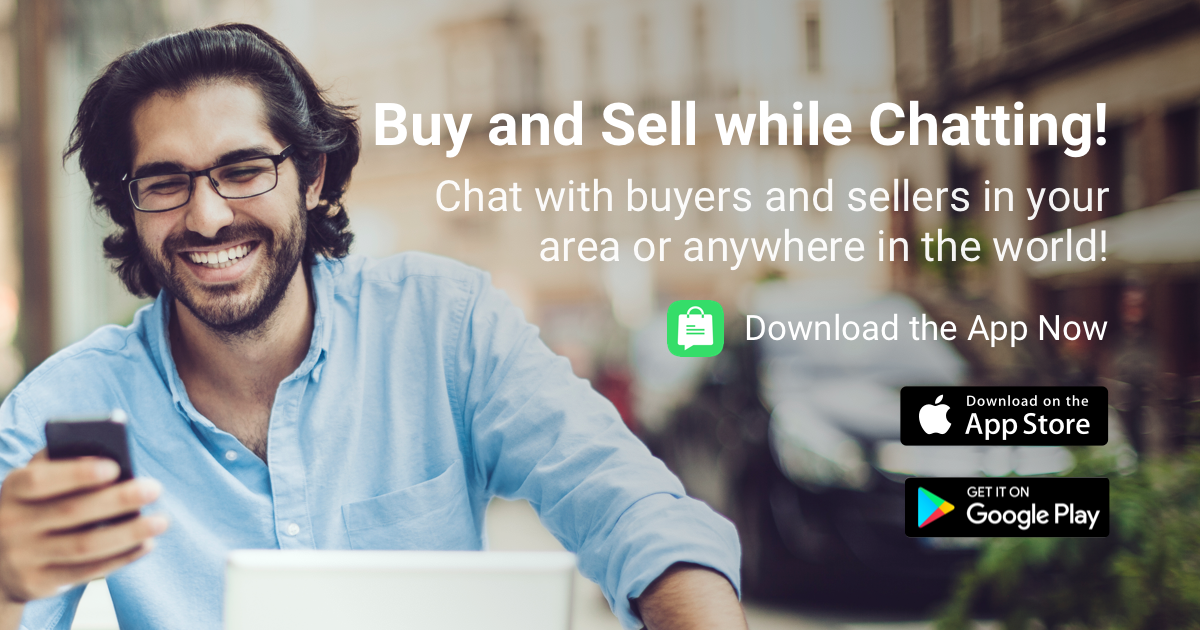 Buy and Sell while Chatting!
Chat with buyers and sellers in your
area or anywhere in the world!
Download the App Now
Download on the
App Store
GET IT ON
Google Play